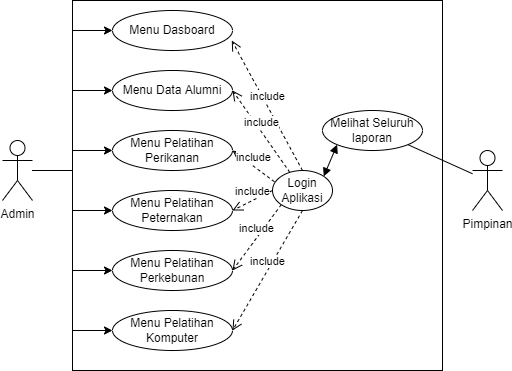 Menu Dasboard
Menu Data Alumni
include
include
Melihat Seluruh
laporan
Menu Pelatihan
Perikanan
include
Login
Aplikasi
Admin
Menu Pelatihan
Peternakan
include
Pimpinan
include
Menu Pelatihan
Perkebunan
include
Menu Pelatihan
Komputer